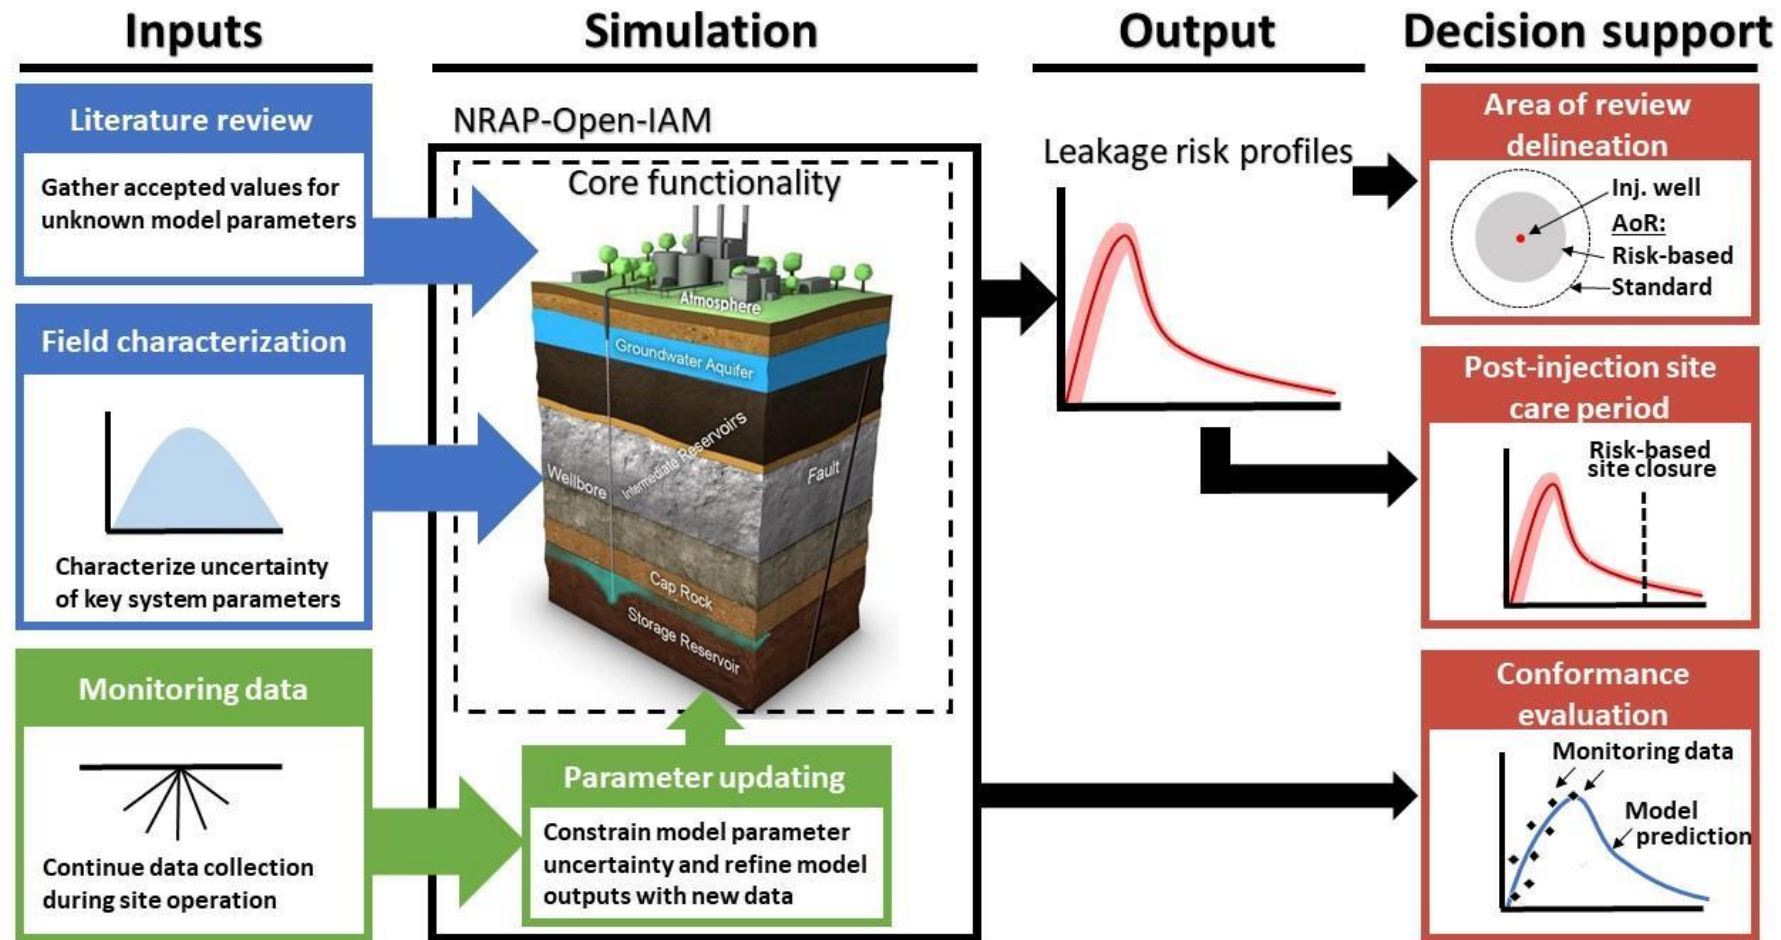 Inputs
Simulation
Output
Decision support
Literature review
Gather accepted values for
unknown model parameters
Field characterization
Characterize uncertainty
of key system parameters
Monitoring data
Continue data collection
during site operation
NRAP-Open-IAM
Core functionality
Atmosphere
Groundwater Aquifer
Intermediate Reservoirs
Wellbore
Fault
Cap Rock
Storage Reservoir
Parameter updating
Constrain model parameter
uncertainty and refine model
outputs with new data
Leakage risk profiles
Area of review
delineation
Inj. well
AoR:
Risk-based
Standard
Post-injection site
care period
Risk-based
site closure
Conformance
evaluation
Monitoring data
Model
prediction